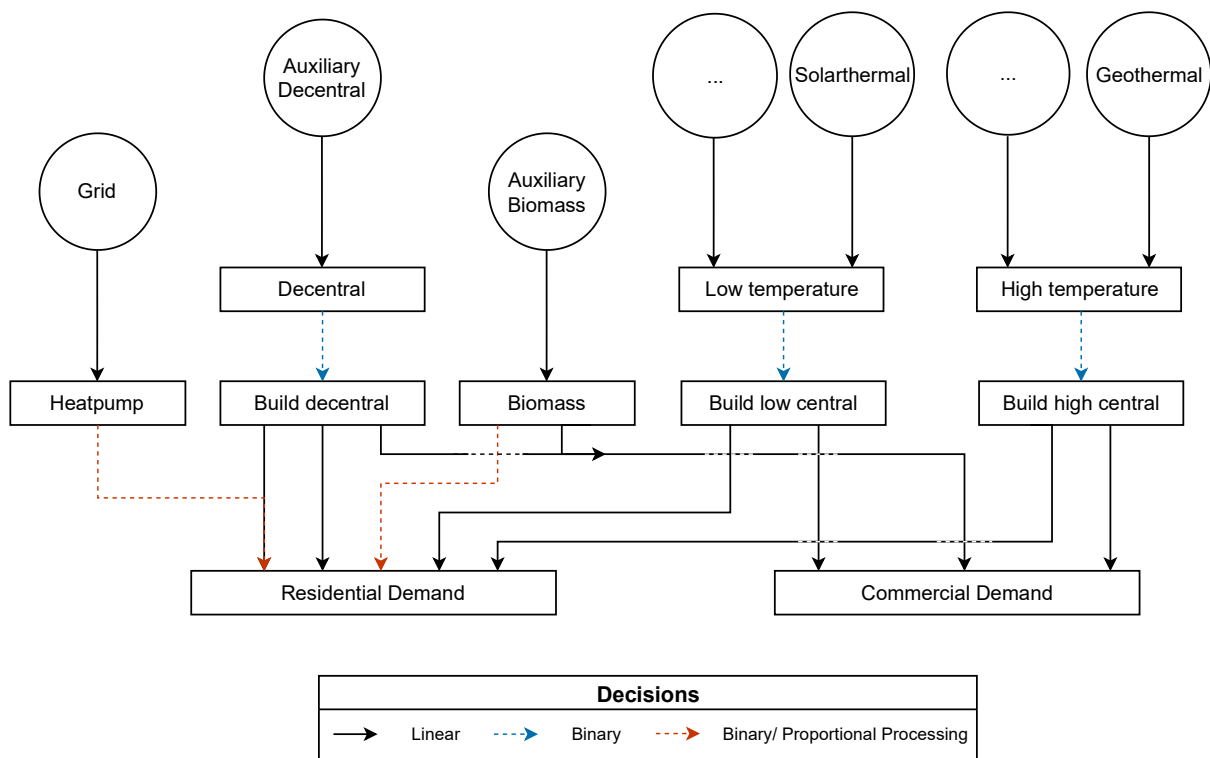 Auxiliary
Decentral
...
Solarthermal
...
Geothermal
Grid
Auxiliary
Biomass
Decentral
Low temperature
High temperature
Heatpump
Build decentral
Biomass
Build low central
Build high central
Residential Demand
Commercial Demand
Decisions
Linear
Binary
Binary/ Proportional Processing